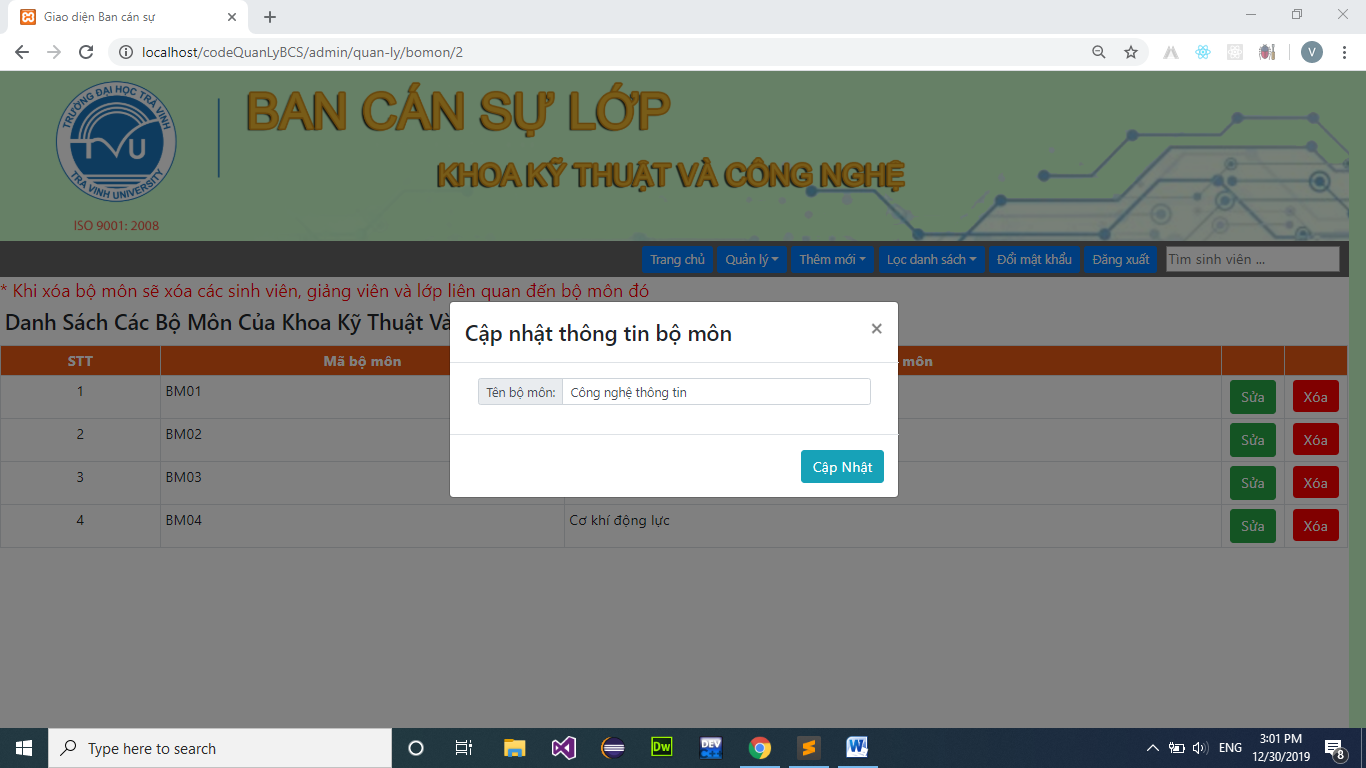 Giao diện Ban cán sự
localhost/codeQuanLyBCS/admin/quan-ly/bomon/2
V
TRƯỜNG ĐẠI HỌC TRÀ VINH
TVU
TRA VINH UNIVERSITY
ISO 9001: 2008
BAN CÁN SỰ LỚP
KHOA KỸ THUẬT VÀ CÔNG NGHỆ
Trang chủ Quản lý Thêm mới Lọc danh sách Đổi mật khẩu Đăng xuất Tìm sinh viên ...
* Khi xóa bộ môn sẽ xóa các sinh viên, giảng viên và lớp liên quan đến bộ môn đó
Danh Sách Các Bộ Môn Của Khoa Kỹ Thuật Và
Cập nhật thông tin bộ môn ×
Tên bộ môn: Công nghệ thông tin
Cập Nhật
STT Mã bộ môn môn
1 BM01 Sửa Xóa
2 BM02 Sửa Xóa
3 BM03 Sửa Xóa
4 BM04 Cơ khí động lực Sửa Xóa
Type here to search
Dw
DEV
C++
W
ENG
3:01 PM
12/30/2019
8